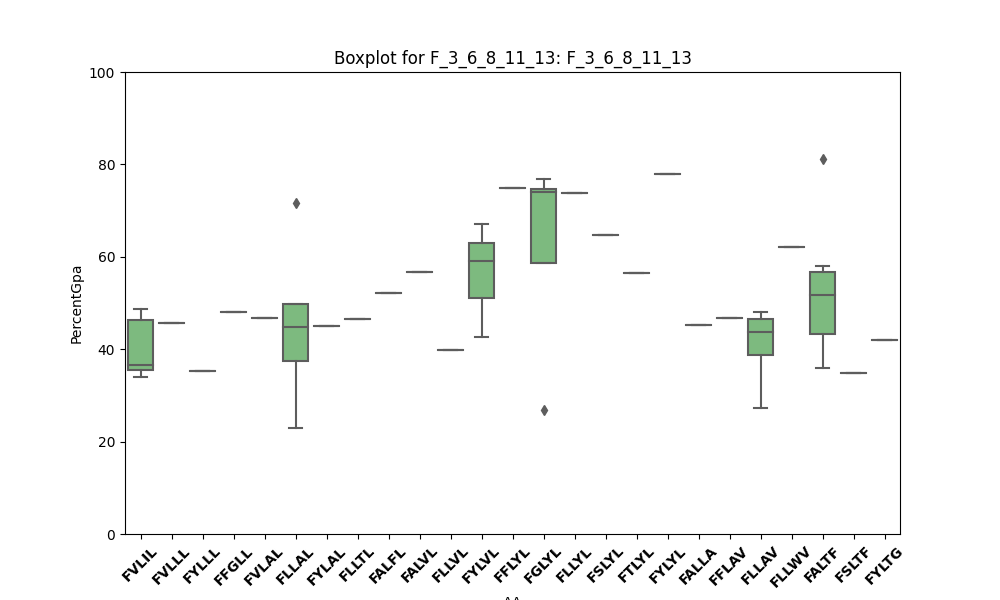 Boxplot for F_3_6_8_11_13: F_3_6_8_11_13
100
80
60
40
20
0
PercentGpa
FVLIL
FVLLL
FYLLL
FFGLL
FVLAL
FLLAL
FYLAL
FLLTL
FALFL
FALVL
FLLVL
FYLVL
FFLYL
FGLYL
FLLYL
FSLYL
FTLYL
FYLYL
FALLA
FFLAV
FLLAV
FLLWV
FALTF
FSLTF
FYLTG